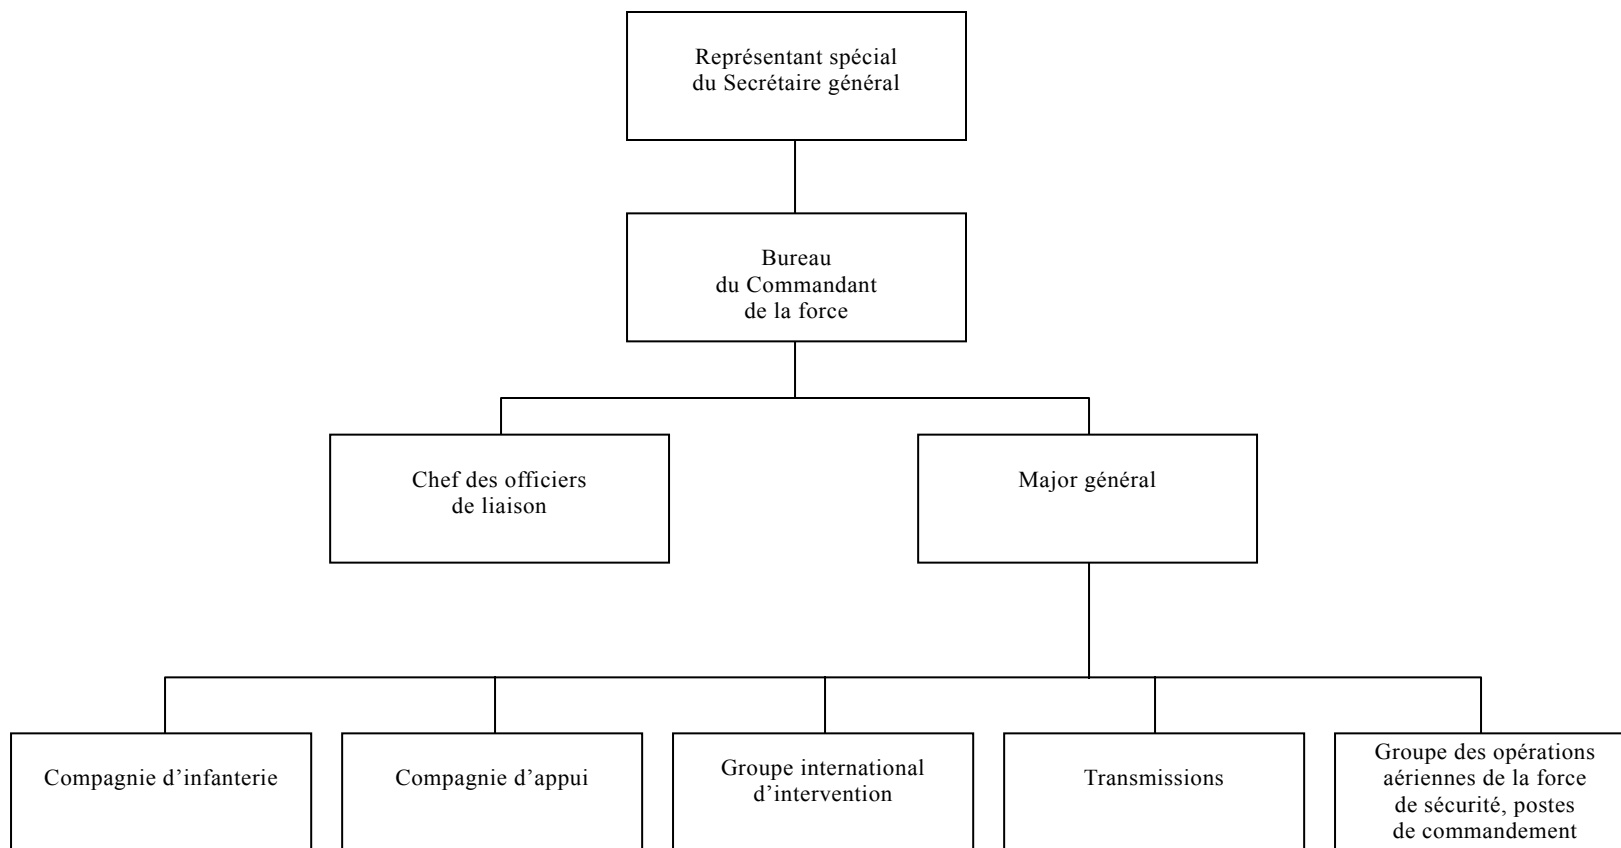 Représentant spécial
du Secrétaire général
Bureau
du Commandant
de la force
Chef des officiers
de liaison
Major général
Compagnie d’infanterie
Compagnie d’appui
Groupe international
d’intervention
Transmissions
Groupe des opérations
aériennes de la force
de sécurité, postes
de commandement